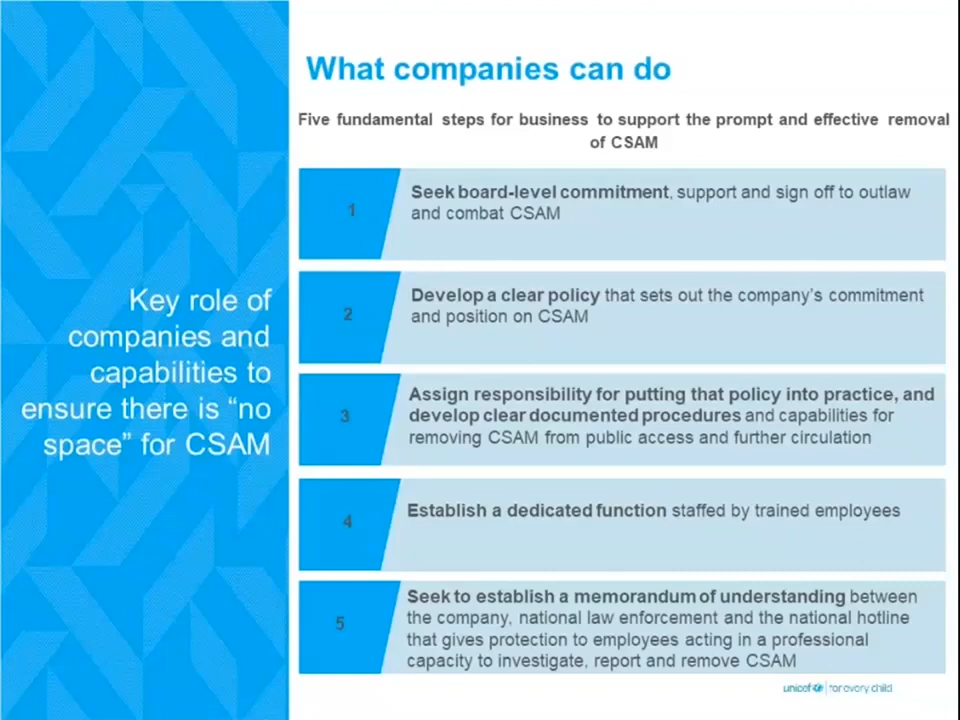 What companies can do
Five fundamental steps for business to support the prompt and effective removal
of CSAM
Key role of
companies and
capabilities to
ensure there is “no
space” for CSAM
1
Seek board-level commitment, support and sign off to outlaw
and combat CSAM
2
Develop a clear policy that sets out the company’s commitment
and position on CSAM
3
Assign responsibility for putting that policy into practice, and
develop clear documented procedures and capabilities for
removing CSAM from public access and further circulation
4
Establish a dedicated function staffed by trained employees
5
Seek to establish a memorandum of understanding between
the company, national law enforcement and the national hotline
that gives protection to employees acting in a professional
capacity to investigate, report and remove CSAM
unicef for every child